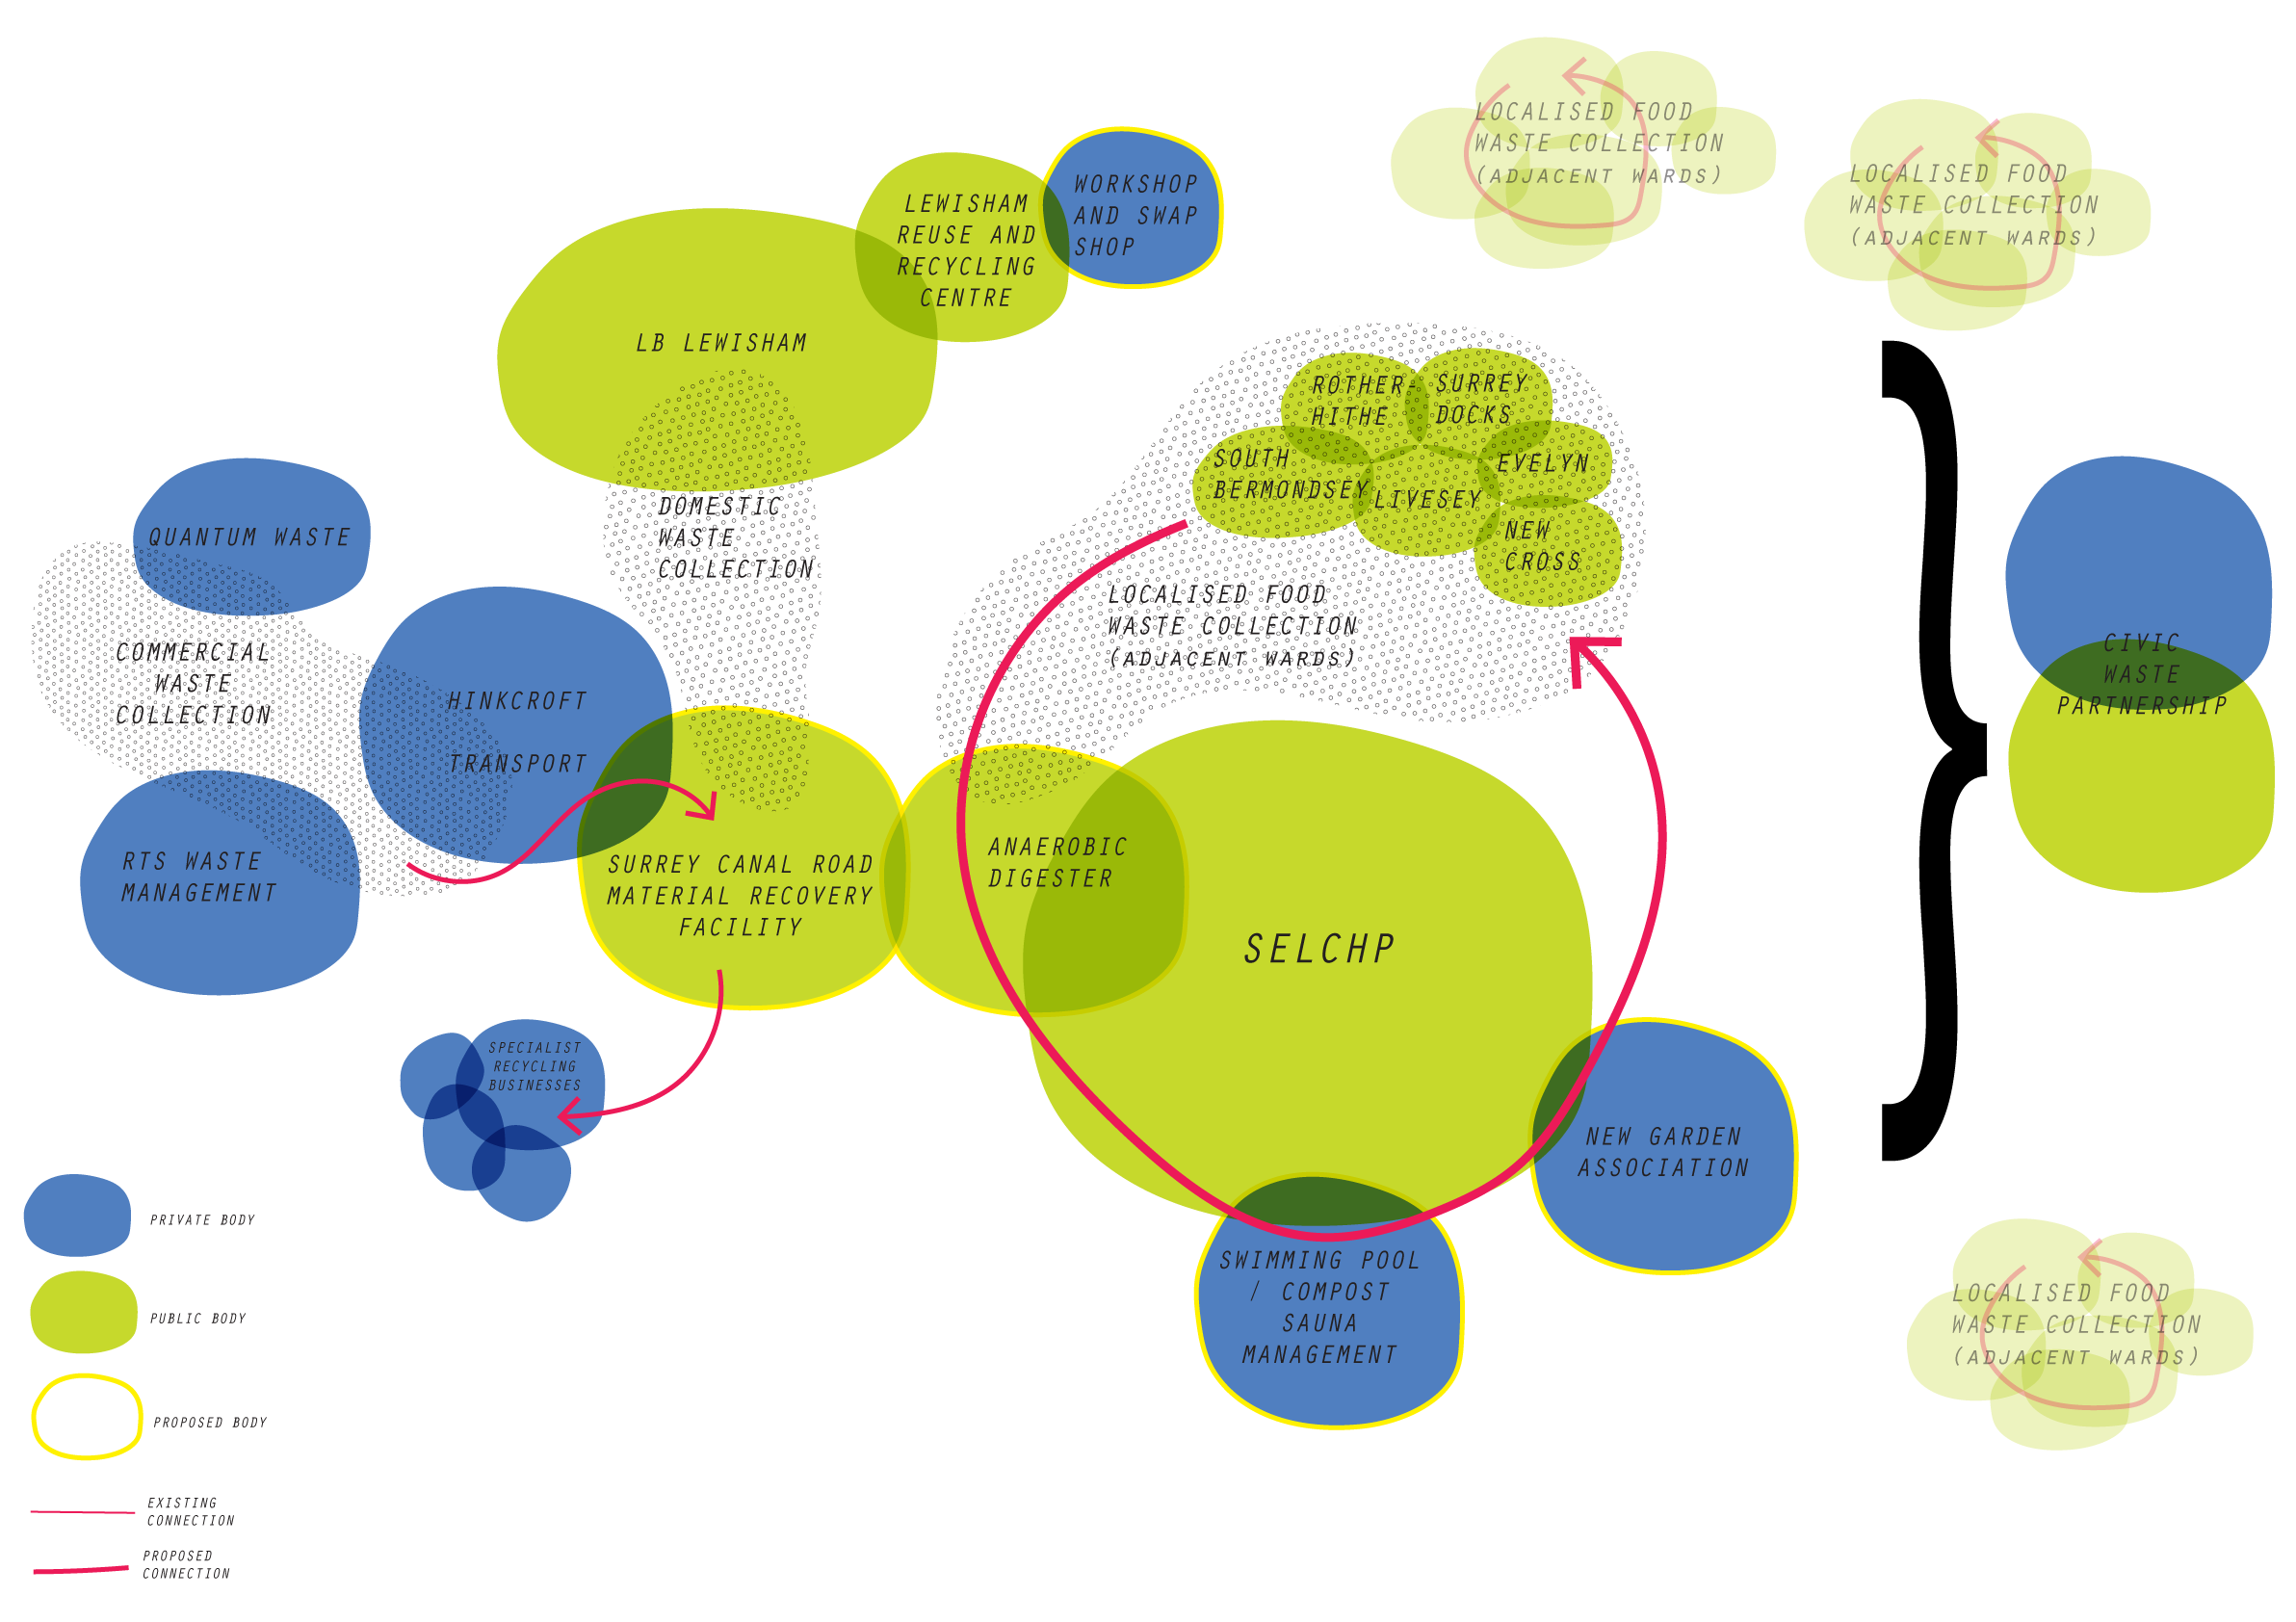 LOCALISED FOOD
WASTE COLLECTION
(ADJACENT WARDS)
LOCALISED FOOD
WASTE COLLECTION
(ADJACENT WARDS)
WORKSHOP
AND SWAP
SHOP
LEWISHAM
REUSE AND
RECYCLING
CENTRE
LB LEWISHAM
ROTHER-
HITHE
SURREY
DOCKS
SOUTH
BERMONDSEY
LIVESEY
EVELYN
NEW
CROSS
QUANTUM WASTE
DOMESTIC
WASTE
COLLECTION
LOCALISED FOOD
WASTE COLLECTION
(ADJACENT WARDS)
COMMERCIAL
WASTE
COLLECTION
HINKCROFT
TRANSPORT
CIVIC
WASTE
PARTNERSHIP
RTS WASTE
MANAGEMENT
SURREY CANAL ROAD
MATERIAL RECOVERY
FACILITY
ANAEROBIC
DIGESTER
SELCHP
SPECIALIST
RECYCLING
BUSINESSES
NEW GARDEN
ASSOCIATION
SWIMMING POOL
/ COMPOST
SAUNA
MANAGEMENT
LOCALISED FOOD
WASTE COLLECTION
(ADJACENT WARDS)
PRIVATE BODY
PUBLIC BODY
PROPOSED BODY
EXISTING
CONNECTION
PROPOSED
CONNECTION